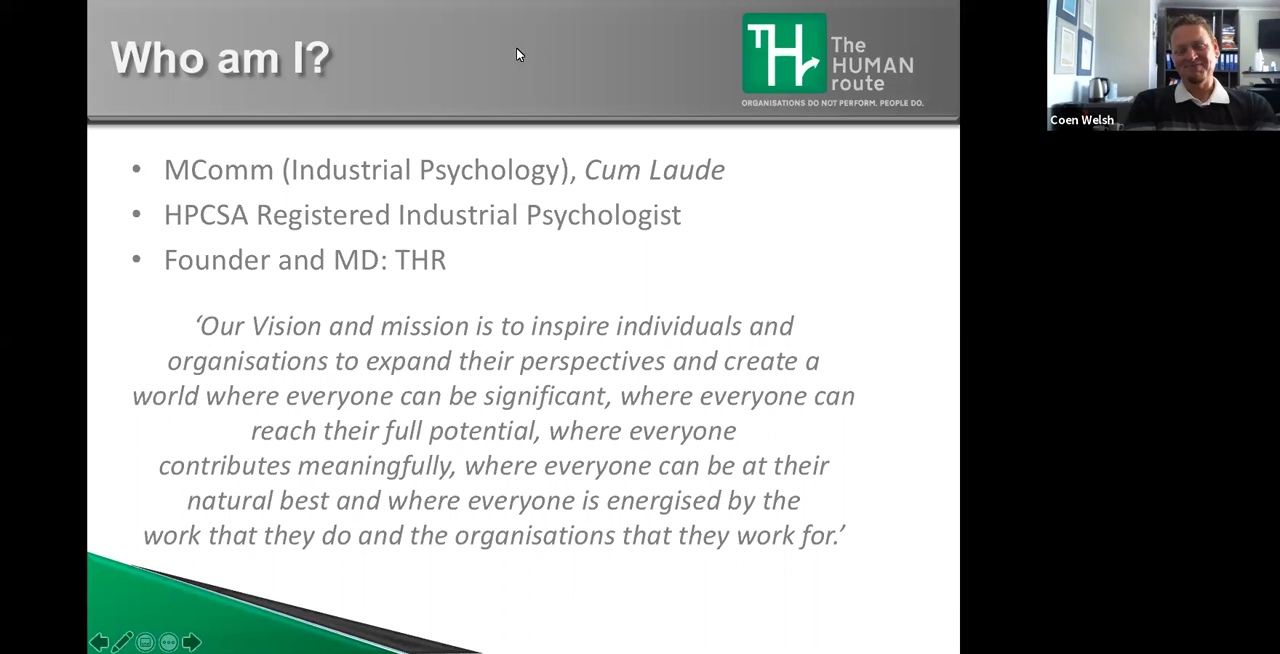 Who am I?
THr
The
HUMAN
route
ORGANISATIONS DO NOT PERFORM. PEOPLE DO.
Coen Welsh
• MComm (Industrial Psychology), Cum Laude
• HPCSA Registered Industrial Psychologist
• Founder and MD: THR
‘Our Vision and mission is to inspire individuals and
organisations to expand their perspectives and create a
world where everyone can be significant, where everyone can
reach their full potential, where everyone
contributes meaningfully, where everyone can be at their
natural best and where everyone is energised by the
work that they do and the organisations that they work for.’